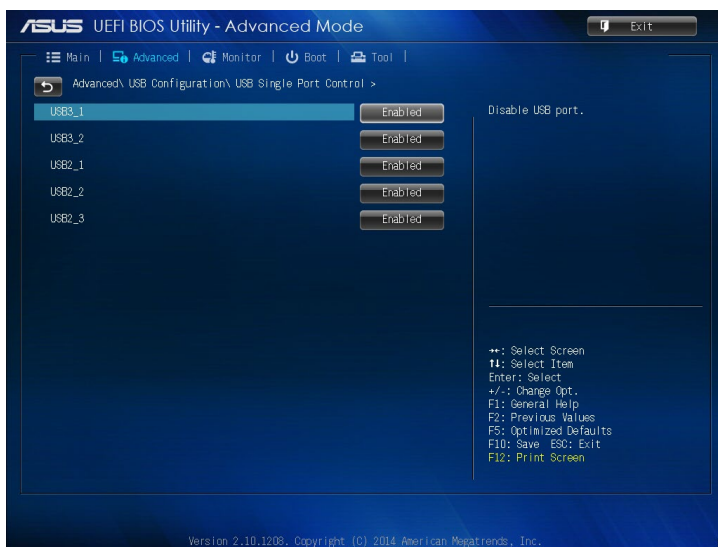 ASUS UEFI BIOS Utility - Advanced Mode
Exit
Main | Advanced | Monitor | Boot | Tool |
Advanced\ USB Configuration\ USB Single Port Control >
USB3_1 Enabled
USB3_2 Enabled
USB2_1 Enabled
USB2_2 Enabled
USB2_3 Enabled
Disable USB port.
→←: Select Screen
↑↓: Select Item
Enter: Select
+/-: Change Opt.
F1: General Help
F2: Previous Values
F5: Optimized Defaults
F10: Save ESC: Exit
F12: Print Screen
Version 2.10.1208. Copyright (C) 2014 American Megatrends, Inc.